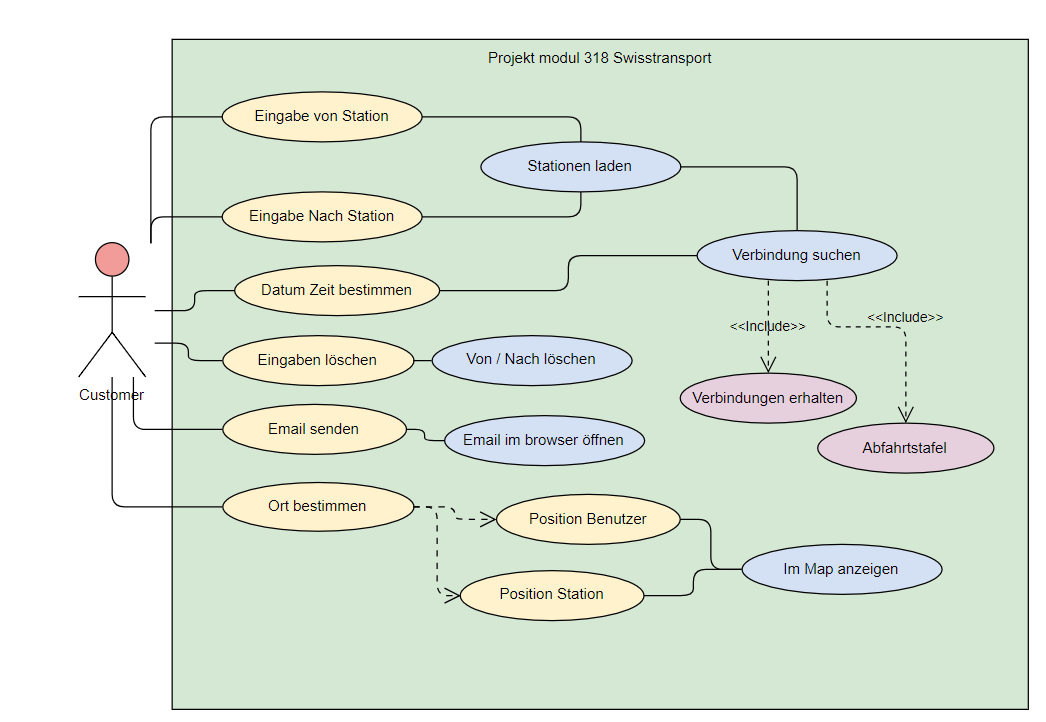 Projekt modul 318 Swisstransport
Eingabe von Station
Stationen laden
Eingabe Nach Station
Verbindung suchen
Datum Zeit bestimmen
<<Include>>
<<Include>>
Eingaben löschen
Von / Nach löschen
Customer
Verbindungen erhalten
Email senden
Email im browser öffnen
Abfahrtstafel
Ort bestimmen
Position Benutzer
Im Map anzeigen
Position Station